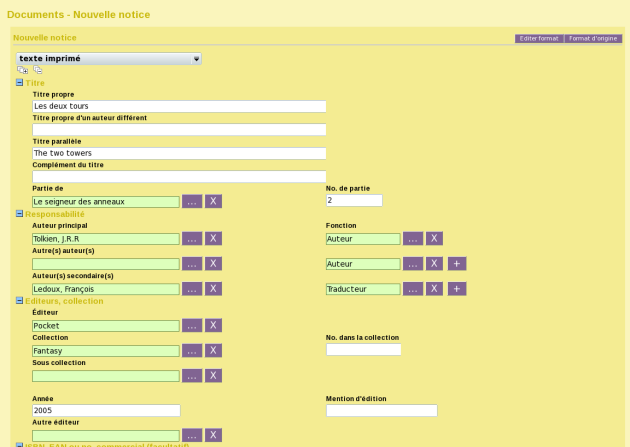 Documents - Nouvelle notice
Nouvelle notice
Editer format Format d'origine
texte imprimé
Titre
Titre propre
Les deux tours
Titre propre d'un auteur différent
Titre parallèle
The two towers
Complément du titre
Partie de No. de partie
Le seigneur des anneaux ... X 2
Responsabilité
Auteur principal Fonction
Tolkien, J.R.R ... X Auteur ... X
Autre(s) auteur(s)
... X Auteur ... X +
Auteur(s) secondaire(s)
Ledoux, François ... X Traducteur ... X +
Editeurs, collection
Éditeur
Pocket ... X
Collection No. dans la collection
Fantasy ... X
Sous collection
... X
Année Mention d'édition
2005
Autre éditeur
... X